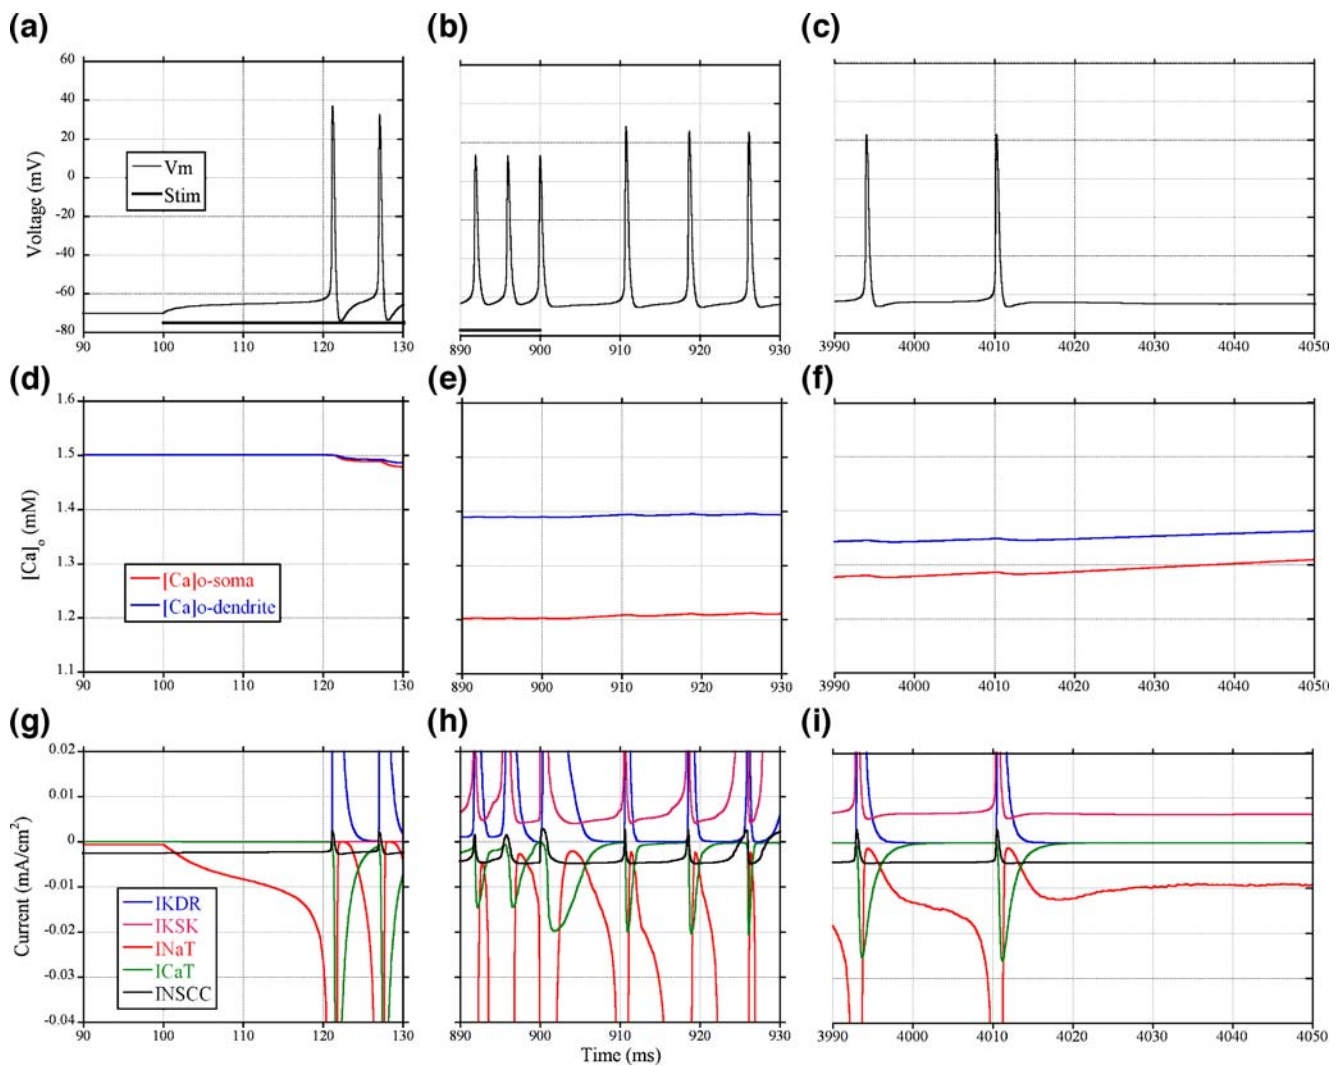 (a)
(b)
(c)
60
40
20
0
-20
-40
-60
-80
Voltage (mV)
Vm
Stim
90 100 110 120 130
890 900 910 920 930
3990 4000 4010 4020 4030 4040 4050
(d)
(e)
(f)
1.6
1.5
1.4
1.3
1.2
1.1
[Ca]o (mM)
[Ca]o-soma
[Ca]o-dendrite
90 100 110 120 130
890 900 910 920 930
3990 4000 4010 4020 4030 4040 4050
(g)
(h)
(i)
0.02
0.01
0
-0.01
-0.02
-0.03
-0.04
Current (mA/cm2)
IKDR
IKSK
INaT
ICaT
INSCC
90 100 110 120 130
890 900 910 920 930
3990 4000 4010 4020 4030 4040 4050
Time (ms)